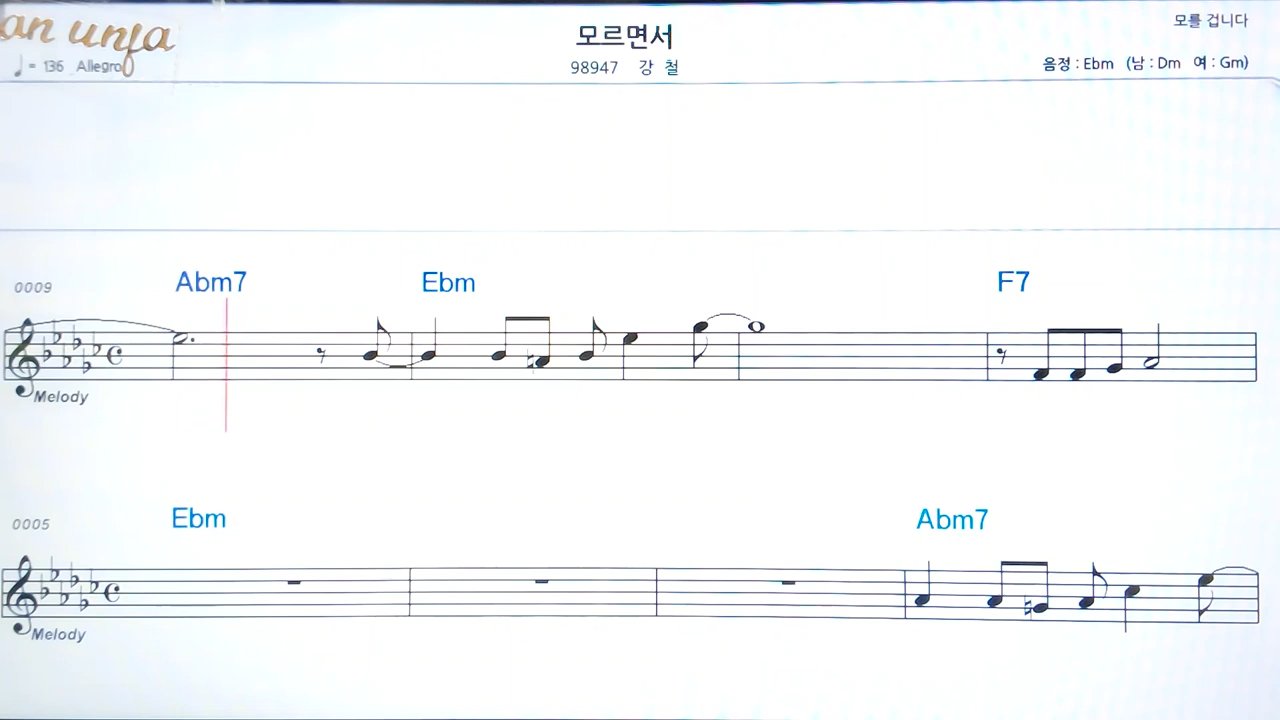 an unfa
모르면서
모를 겁니다
♩= 136 Allegro
98947 강 철
음정 : Ebm (남 : Dm 여 : Gm)
0009 Abm7 Ebm F7
Melody
0005 Ebm Abm7
Melody